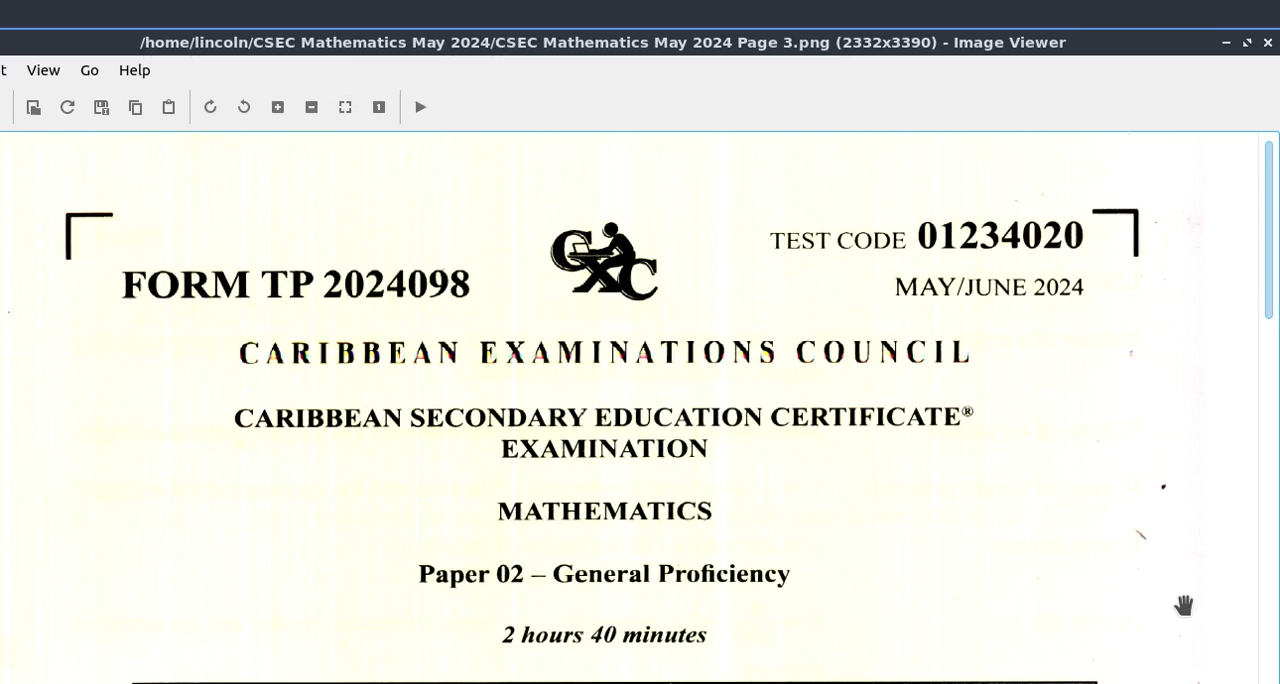 /home/lincoln/CSEC Mathematics May 2024/CSEC Mathematics May 2024 Page 3.png (2332x3390) - Image Viewer
t View Go Help
CXC
TEST CODE 01234020
FORM TP 2024098
MAY/JUNE 2024
CARIBBEAN EXAMINATIONS COUNCIL
CARIBBEAN SECONDARY EDUCATION CERTIFICATE®
EXAMINATION
MATHEMATICS
Paper 02 – General Proficiency
2 hours 40 minutes